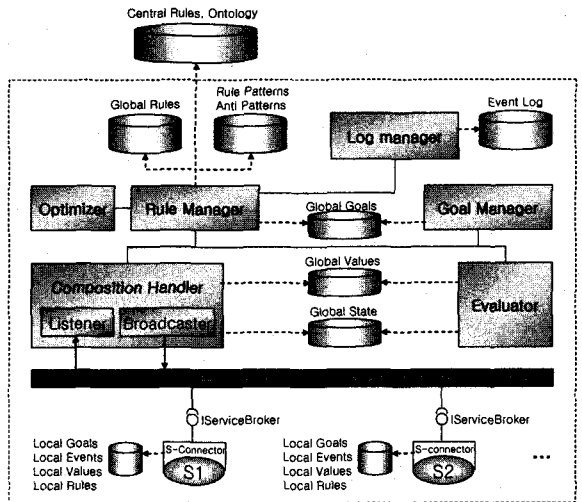 Central Rules, Ontology
Rule Patterns
Anti Patterns
Global Rules
Event Log
Log manager
Optimizer
Rule Manager
Global Goals
Goal Manager
Composition Handler
Global Values
Evaluator
Listener
Broadcaster
Global State
IServiceBroker
IServiceBroker
Local Goals
Local Events
Local Values
Local Rules
S-Connector
S1
Local Goals
Local Events
Local Values
Local Rules
S-connector
S2
...